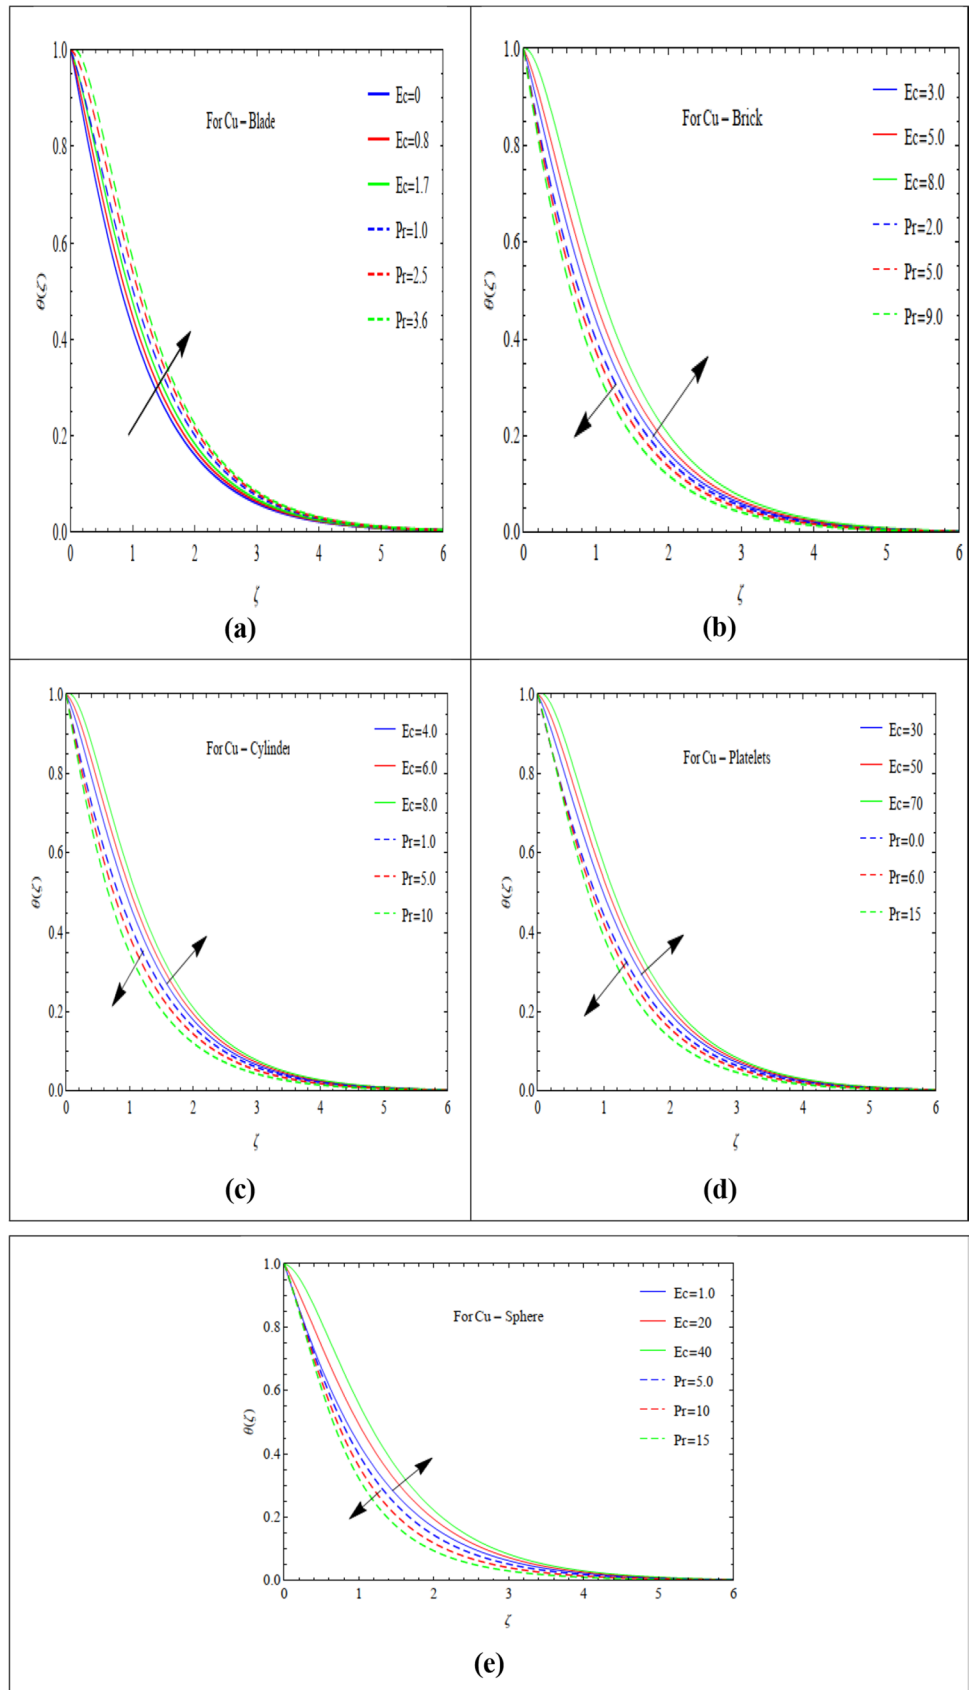 1.0
0.8
0.6
0.4
0.2
0.0
θ(ζ)
For Cu – Blade
Ec=0
Ec=0.8
Ec=1.7
Pr=1.0
Pr=2.5
Pr=3.6
0 1 2 3 4 5 6
ζ
(a)
1.0
0.8
0.6
0.4
0.2
0.0
θ(ζ)
For Cu – Brick
Ec=3.0
Ec=5.0
Ec=8.0
Pr=2.0
Pr=5.0
Pr=9.0
0 1 2 3 4 5 6
ζ
(b)
1.0
0.8
0.6
0.4
0.2
0.0
θ(ζ)
For Cu – Cylinder
Ec=4.0
Ec=6.0
Ec=8.0
Pr=1.0
Pr=5.0
Pr=10
0 1 2 3 4 5 6
ζ
(c)
1.0
0.8
0.6
0.4
0.2
0.0
θ(ζ)
For Cu – Platelets
Ec=30
Ec=50
Ec=70
Pr=0.0
Pr=6.0
Pr=15
0 1 2 3 4 5 6
ζ
(d)
1.0
0.8
0.6
0.4
0.2
0.0
θ(ζ)
For Cu – Sphere
Ec=1.0
Ec=20
Ec=40
Pr=5.0
Pr=10
Pr=15
0 1 2 3 4 5 6
ζ
(e)